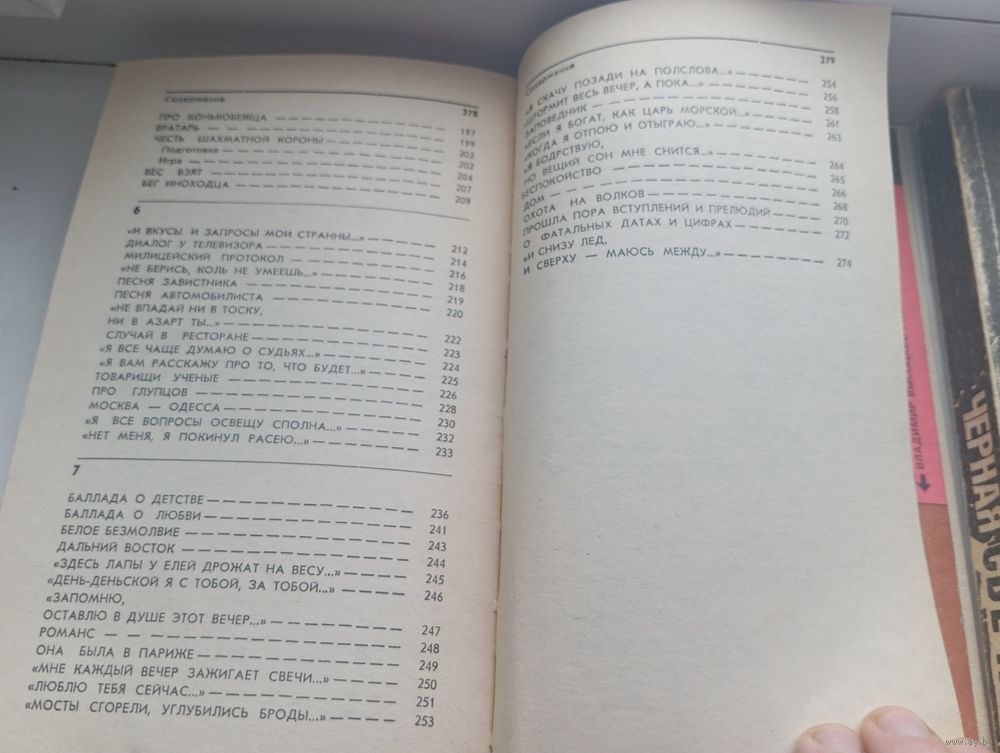 Содержание 278
ПРО КОНЬКОБЕЖЦА — — — — — — — — — 197
ВРАТАРЬ — — — — — — — — — — — — 199
ЧЕСТЬ ШАХМАТНОЙ КОРОНЫ — — — — — — 202
Подготовка — — — — — — — — — — — 202
Игра — — — — — — — — — — — — — 204
ВЕС ВЗЯТ — — — — — — — — — — — — 207
БЕГ ИНОХОДЦА — — — — — — — — — — 209
6
«И ВКУСЫ И ЗАПРОСЫ МОИ СТРАННЫ...» — — — — 212
ДИАЛОГ У ТЕЛЕВИЗОРА — — — — — — — — 214
МИЛИЦЕЙСКИЙ ПРОТОКОЛ — — — — — — — 216
«НЕ БЕРИСЬ, КОЛЬ НЕ УМЕЕШЬ...» — — — — — — 218
ПЕСНЯ ЗАВИСТНИКА — — — — — — — — — 219
ПЕСНЯ АВТОМОБИЛИСТА — — — — — — — — 220
«НЕ ВПАДАЙ НИ В ТОСКУ,
НИ В АЗАРТ ТЫ...» — — — — — — — — — — 222
СЛУЧАЙ В РЕСТОРАНЕ — — — — — — — — 223
«Я ВСЕ ЧАЩЕ ДУМАЮ О СУДЬЯХ...» — — — — — 224
«Я ВАМ РАССКАЖУ ПРО ТО, ЧТО БУДЕТ...» — — — 225
ТОВАРИЩИ УЧЕНЫЕ — — — — — — — — — 226
ПРО ГЛУПЦОВ — — — — — — — — — — — 228
МОСКВА — ОДЕССА — — — — — — — — — 230
«Я ВСЕ ВОПРОСЫ ОСВЕЩУ СПОЛНА...» — — — — 232
«НЕТ МЕНЯ, Я ПОКИНУЛ РАСЕЮ...» — — — — — — 233
7
БАЛЛАДА О ДЕТСТВЕ — — — — — — — — — 236
БАЛЛАДА О ЛЮБВИ — — — — — — — — — 241
БЕЛОЕ БЕЗМОЛВИЕ — — — — — — — — — — 243
ДАЛЬНИЙ ВОСТОК — — — — — — — — — — 244
«ЗДЕСЬ ЛАПЫ У ЕЛЕЙ ДРОЖАТ НА ВЕСУ...» — — — 245
«ДЕНЬ-ДЕНЬСКОЙ Я С ТОБОЙ, ЗА ТОБОЙ...» — — — 246
«ЗАПОМНЮ,
ОСТАВЛЮ В ДУШЕ ЭТОТ ВЕЧЕР...» — — — — — — 247
РОМАНС — — — — — — — — — — — — — 248
ОНА БЫЛА В ПАРИЖЕ — — — — — — — — — 249
«МНЕ КАЖДЫЙ ВЕЧЕР ЗАЖИГАЕТ СВЕЧИ...» — — — 250
«ЛЮБЛЮ ТЕБЯ СЕЙЧАС...» — — — — — — — — 251
«МОСТЫ СГОРЕЛИ, УГЛУБИЛИСЬ БРОДЫ...» — — — — 253
Содержание 279
«Я СКАЧУ ПОЗАДИ НА ПОЛСЛОВА...» — — — — 254
ШТОРМИТ ВЕСЬ ВЕЧЕР, А ПОКА...» — — — — — 256
ЗАПОВЕДНИК — — — — — — — — — — — 258
«ЕСЛИ Я БОГАТ, КАК ЦАРЬ МОРСКОЙ...» — — — — 261
«КОГДА Я ОТПОЮ И ОТЫГРАЮ...» — — — — — — 263
«Я БОДРСТВУЮ,
НО ВЕЩИЙ СОН МНЕ СНИТСЯ...» — — — — — — 264
БЕСПОКОЙСТВО — — — — — — — — — — 265
ДОМ — — — — — — — — — — — — — 266
ОХОТА НА ВОЛКОВ — — — — — — — — — 268
ПРОШЛА ПОРА ВСТУПЛЕНИЙ И ПРЕЛЮДИЙ — — — 270
О ФАТАЛЬНЫХ ДАТАХ И ЦИФРАХ — — — — — — 272
«И СНИЗУ ЛЕД,
И СВЕРХУ — МАЮСЬ МЕЖДУ...» — — — — — — 274
ВЛАДИМИР
ЧЕРНАЯ
www.ay.by